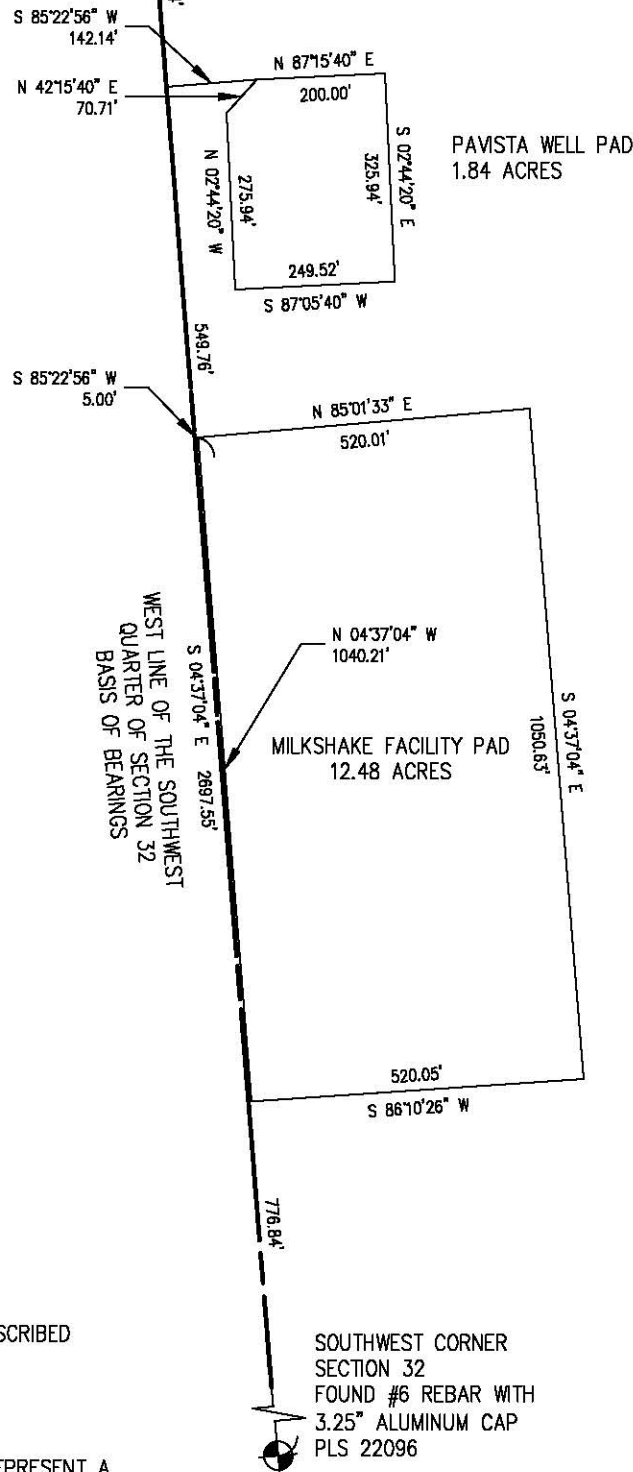 S 85°22'56" W
142.14'
N 87°15'40" E
200.00'
N 42°15'40" E
70.71'
N 02°44'20" W
275.94'
S 02°44'20" E
325.94'
PAVISTA WELL PAD
1.84 ACRES
249.52'
S 87°05'40" W
549.76'
S 85°22'56" W
5.00'
N 85°01'33" E
520.01'
WEST LINE OF THE SOUTHWEST
QUARTER OF SECTION 32
BASIS OF BEARINGS
S 04°37'04" E 2697.55'
N 04°37'04" W
1040.21'
MILKSHAKE FACILITY PAD
12.48 ACRES
S 04°37'04" E
1050.63'
520.05'
S 86°10'26" W
776.84'
SCRIBED
SOUTHWEST CORNER
SECTION 32
FOUND #6 REBAR WITH
3.25" ALUMINUM CAP
PLS 22096
EPRESENT A